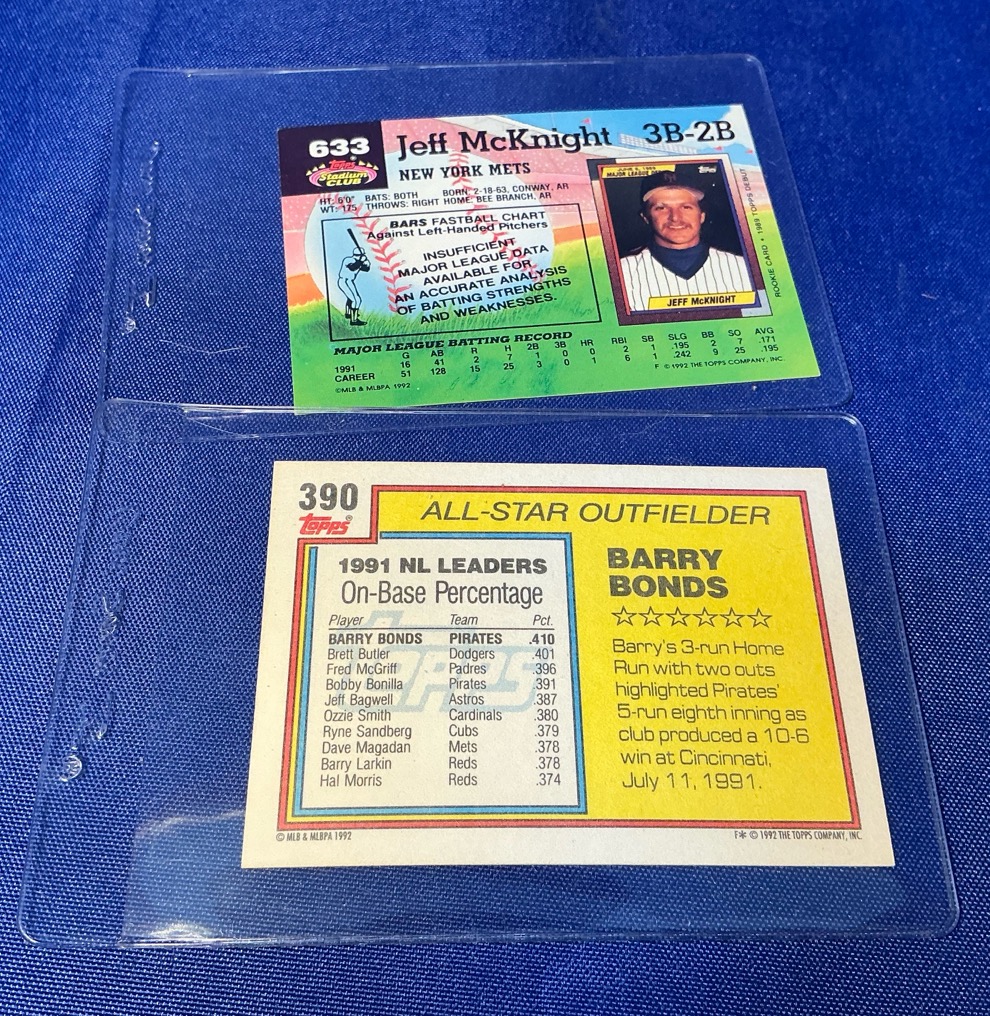 633
Topps
Stadium
CLUB
Jeff McKnight 3B-2B
NEW YORK METS
HT: 6'0" BATS: BOTH BORN: 2-18-63, CONWAY, AR
WT: 175 THROWS: RIGHT HOME: BEE BRANCH, AR
BARS FASTBALL CHART
Against Left-Handed Pitchers
INSUFFICIENT
MAJOR LEAGUE DATA
AVAILABLE FOR
AN ACCURATE ANALYSIS
OF BATTING STRENGTHS
AND WEAKNESSES.
MAJOR LEAGUE
Topps
JEFF McKNIGHT
ROOKIE CARD • 1989 TOPPS DEBUT
MAJOR LEAGUE BATTING RECORD
G AB R H 2B 3B HR RBI SB SLG BB SO AVG
1991 16 41 2 7 1 0 0 2 1 .195 2 7 .171
CAREER 51 128 15 25 3 0 1 6 1 .242 9 25 .195
©MLB & MLBPA 1992
F © 1992 THE TOPPS COMPANY, INC.
390
Topps
ALL-STAR OUTFIELDER
1991 NL LEADERS
On-Base Percentage
Player Team Pct.
BARRY BONDS PIRATES .410
Brett Butler Dodgers .401
Fred McGriff Padres .396
Bobby Bonilla Pirates .391
Jeff Bagwell Astros .387
Ozzie Smith Cardinals .380
Ryne Sandberg Cubs .379
Dave Magadan Mets .378
Barry Larkin Reds .378
Hal Morris Reds .374
TOPPS
BARRY
BONDS
Barry's 3-run Home
Run with two outs
highlighted Pirates'
5-run eighth inning as
club produced a 10-6
win at Cincinnati,
July 11, 1991.
© MLB & MLBPA 1992
F* © 1992 THE TOPPS COMPANY, INC.